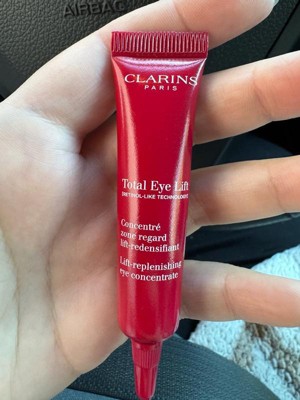 AIRBAG
CLARINS
PARIS
Total Eye Lift
[RETINOL-LIKE TECHNOLOGY]
Concentré
zone regard
lift-redensifiant
Lift-replenishing
eye concentrate